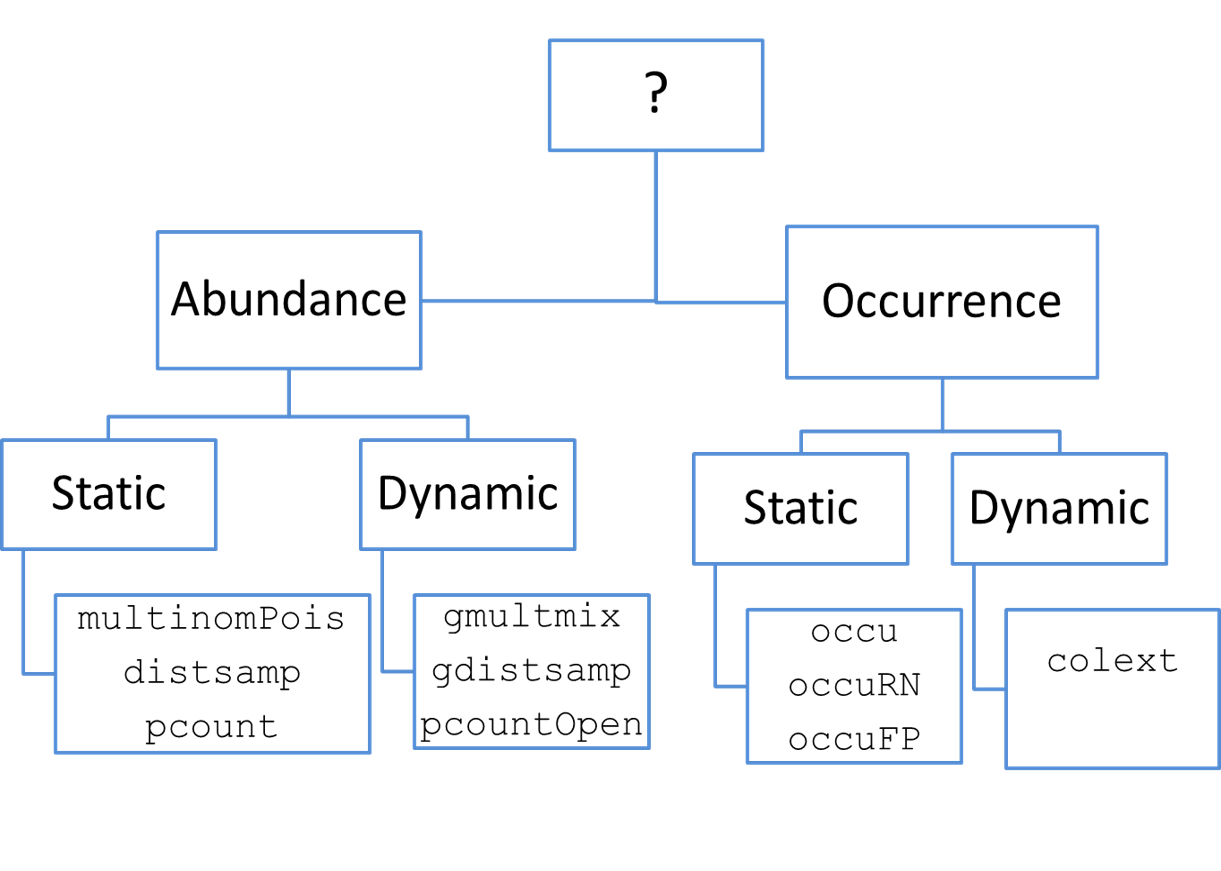 ?
Abundance
Occurrence
Static
Dynamic
Static
Dynamic
multinomPois
distsamp
pcount
gmultmix
gdistsamp
pcountOpen
occu
occuRN
occuFP
colext